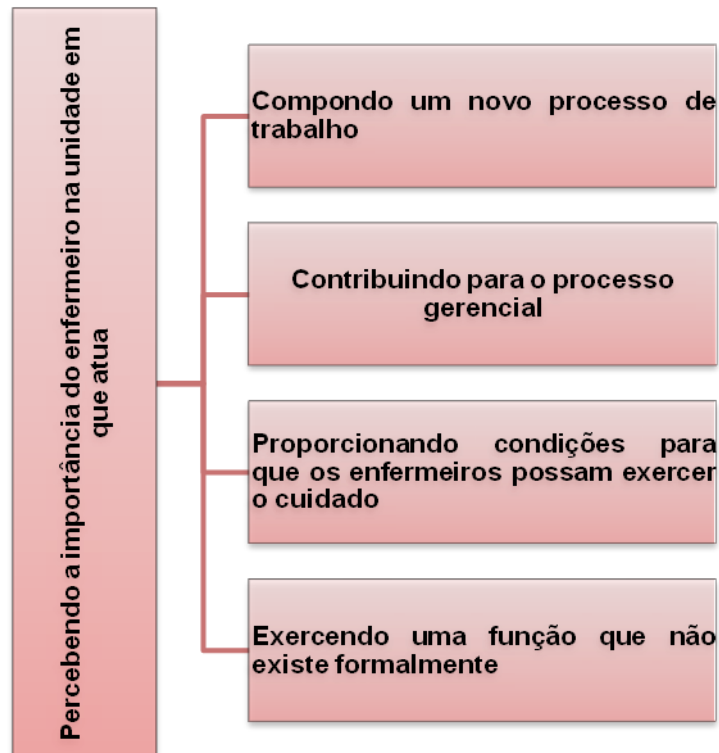 Percebendo a importância do enfermeiro na unidade em
que atua
Compondo um novo processo de
trabalho
Contribuindo para o processo
gerencial
Proporcionando condições para
que os enfermeiros possam exercer
o cuidado
Exercendo uma função que não
existe formalmente